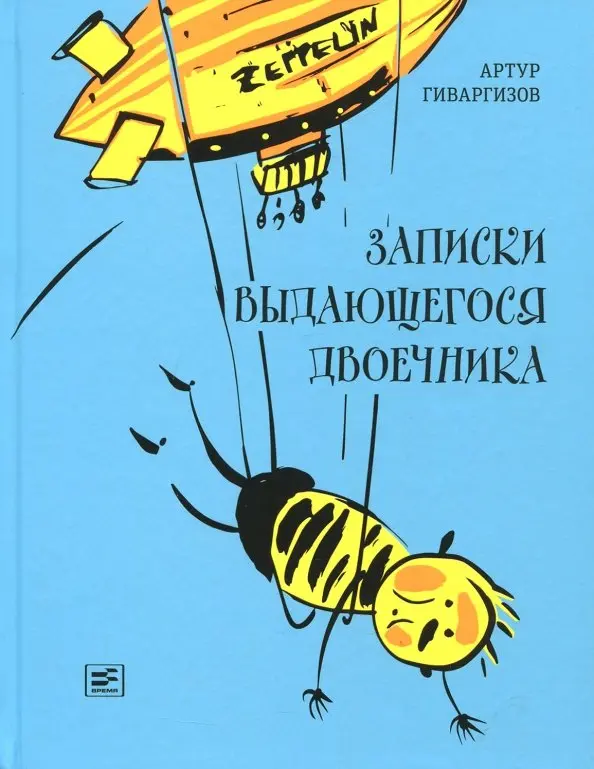 ZEPPELIN
АРТУР
ГИВАРГИЗОВ
ЗАПИСКИ
ВЫДАЮЩЕГОСЯ
ДВОЕЧНИКА
ВРЕМЯ